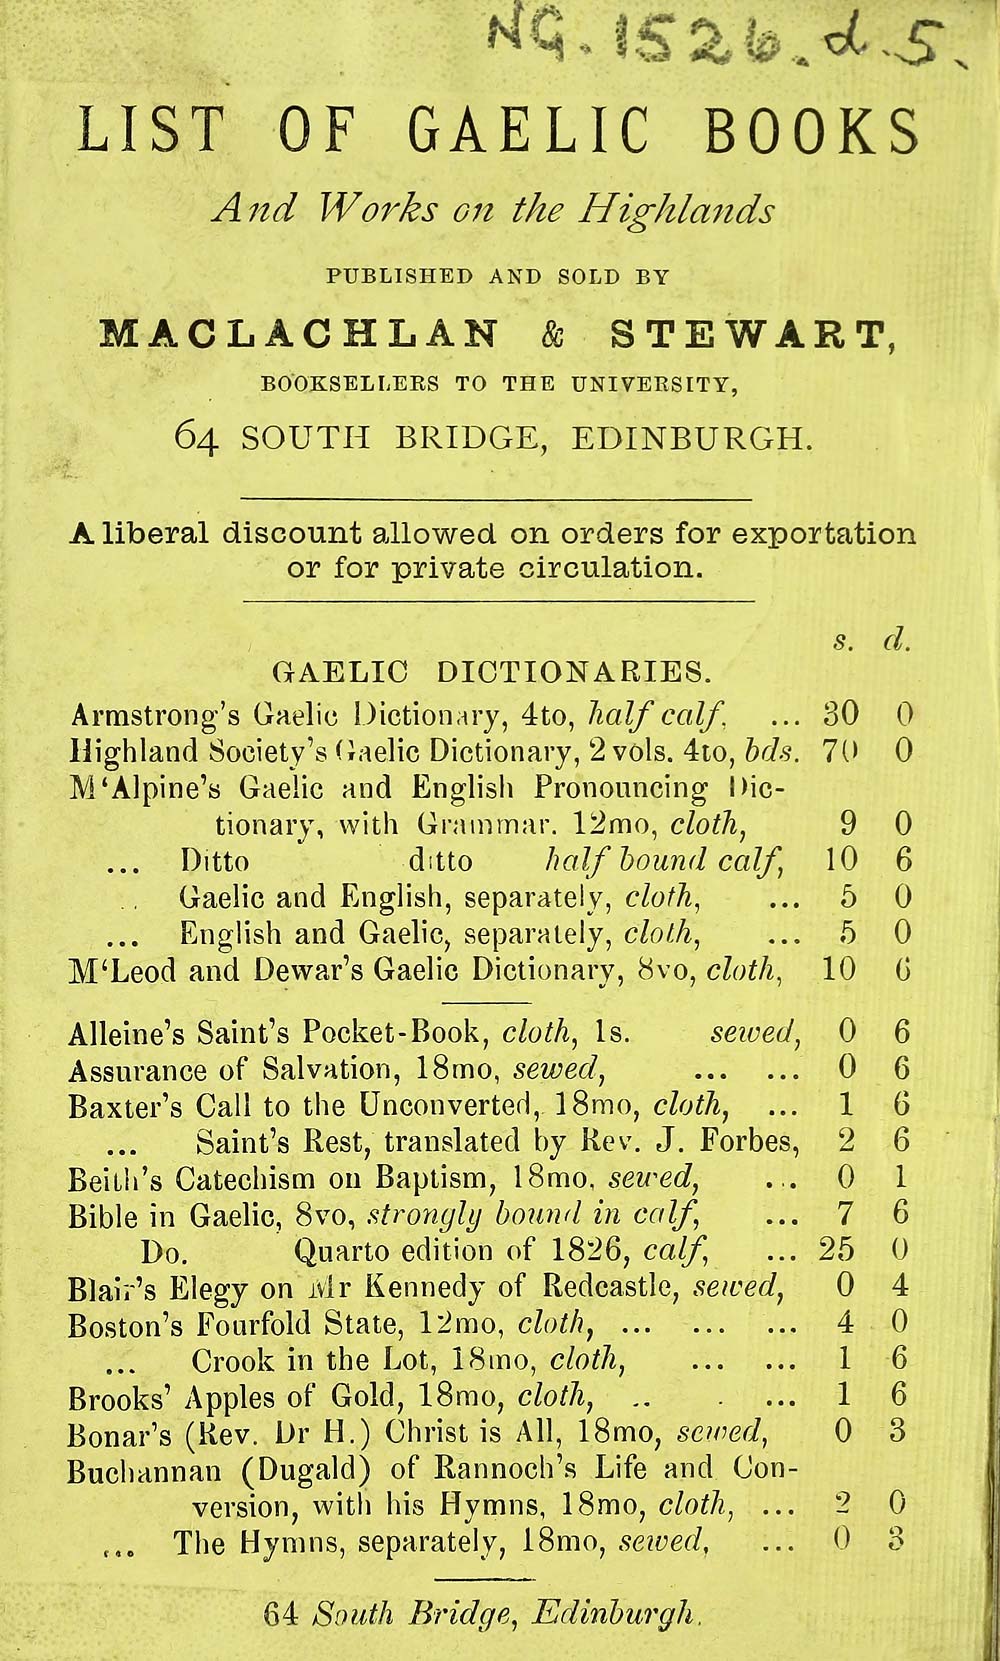 NG. 1526. d. 5.
LIST OF GAELIC BOOKS
And Works on the Highlands
PUBLISHED AND SOLD BY
MACLACHLAN & STEWART,
BOOKSELLERS TO THE UNIVERSITY,
64 SOUTH BRIDGE, EDINBURGH.
A liberal discount allowed on orders for exportation
or for private circulation.
s. d.
GAELIC DICTIONARIES.
Armstrong's Gaelic Dictionary, 4to, half calf, ... 30 0
Highland Society's Gaelic Dictionary, 2 vols. 4to, bds. 70 0
M'Alpine's Gaelic and English Pronouncing Dic-
tionary, with Grammar. 12mo, cloth, 9 0
... Ditto ditto half bound calf, 10 6
.. Gaelic and English, separately, cloth, ... 5 0
... English and Gaelic, separately, cloth, ... 5 0
M'Leod and Dewar's Gaelic Dictionary, 8vo, cloth, 10 6
Alleine's Saint's Pocket-Book, cloth, 1s. sewed, 0 6
Assurance of Salvation, 18mo, sewed, ... ... 0 6
Baxter's Call to the Unconverted, 18mo, cloth, ... 1 6
... Saint's Rest, translated by Rev. J. Forbes, 2 6
Beith's Catechism on Baptism, 18mo. sewed, ... 0 1
Bible in Gaelic, 8vo, strongly bound in calf, ... 7 6
Do. Quarto edition of 1826, calf, ... 25 0
Blair's Elegy on Mr Kennedy of Redcastle, sewed, 0 4
Boston's Fourfold State, 12mo, cloth, ... ... ... 4 0
... Crook in the Lot, 18mo, cloth, ... ... 1 6
Brooks' Apples of Gold, 18mo, cloth, .. . ... 1 6
Bonar's (Rev. Dr H.) Christ is All, 18mo, sewed, 0 3
Buchannan (Dugald) of Rannoch's Life and Con-
version, with his Hymns, 18mo, cloth, ... 2 0
... The Hymns, separately, 18mo, sewed, ... 0 3
64 South Bridge, Edinburgh.